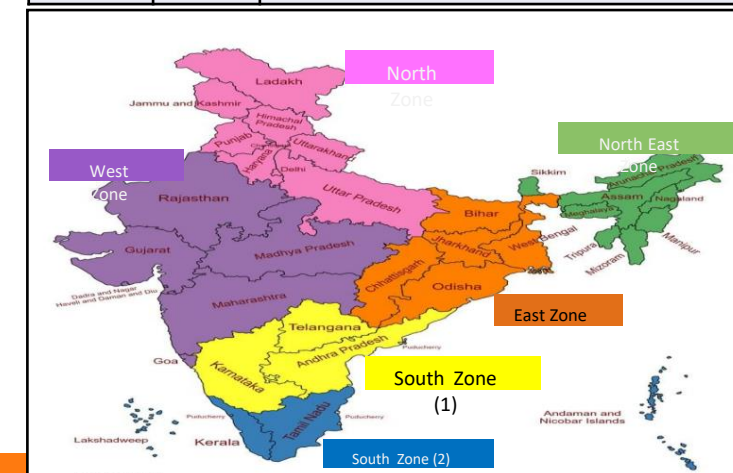 North
Zone
Ladakh
Jammu and Kashmir
Himachal
Pradesh
Punjab
Uttarakhand
Haryana
Delhi
North East
Zone
West
Zone
Sikkim
Arunachal Pradesh
Rajasthan
Uttar Pradesh
Assam
Nagaland
Bihar
Meghalaya
Manipur
Tripura
Mizoram
Gujarat
Madhya Pradesh
Jharkhand
West Bengal
Chhattisgarh
Odisha
Dadra and Nagar
Haveli and Daman and Diu
Maharashtra
East Zone
Telangana
Andhra Pradesh
Puducherry
Goa
Karnataka
South Zone
(1)
Puducherry
Tamil Nadu
Puducherry
Andaman and
Nicobar Islands
Lakshadweep
Kerala
South Zone (2)